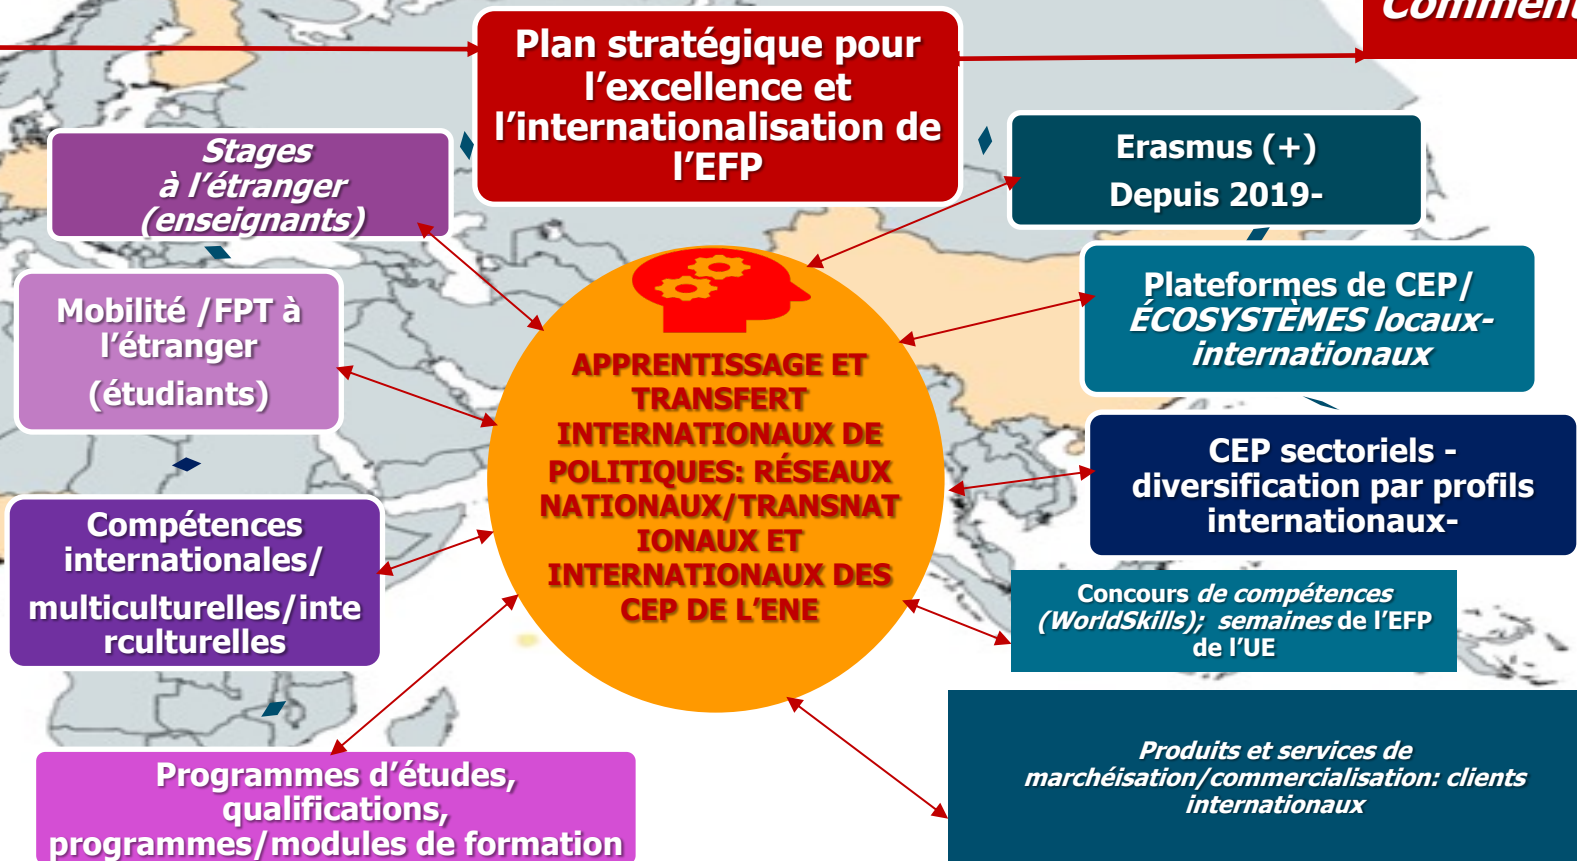 Comment
Plan stratégique pour
l’excellence et
l’internationalisation de
l’EFP
Stages
à l’étranger
(enseignants)
Erasmus (+)
Depuis 2019-
Mobilité /FPT à
l’étranger
(étudiants)
Plateformes de CEP/
ÉCOSYSTÈMES locaux-
internationaux
APPRENTISSAGE ET
TRANSFERT
INTERNATIONAUX DE
POLITIQUES: RÉSEAUX
NATIONAUX/TRANSNAT
IONAUX ET
INTERNATIONAUX DES
CEP DE L’ENE
CEP sectoriels -
diversification par profils
internationaux-
Compétences
internationales/
multiculturelles/inte
rculturelles
Concours de compétences
(WorldSkills); semaines de l’EFP
de l’UE
Programmes d’études,
qualifications,
programmes/modules de formation
Produits et services de
marchéisation/commercialisation: clients
internationaux